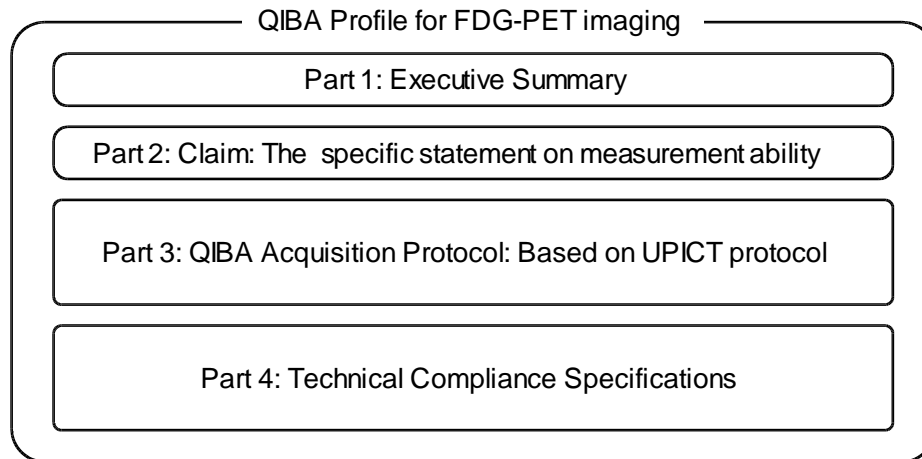 QIBA Profile for FDG-PET imaging
Part 1: Executive Summary
Part 2: Claim: The specific statement on measurement ability
Part 3: QIBA Acquisition Protocol: Based on UPICT protocol
Part 4: Technical Compliance Specifications